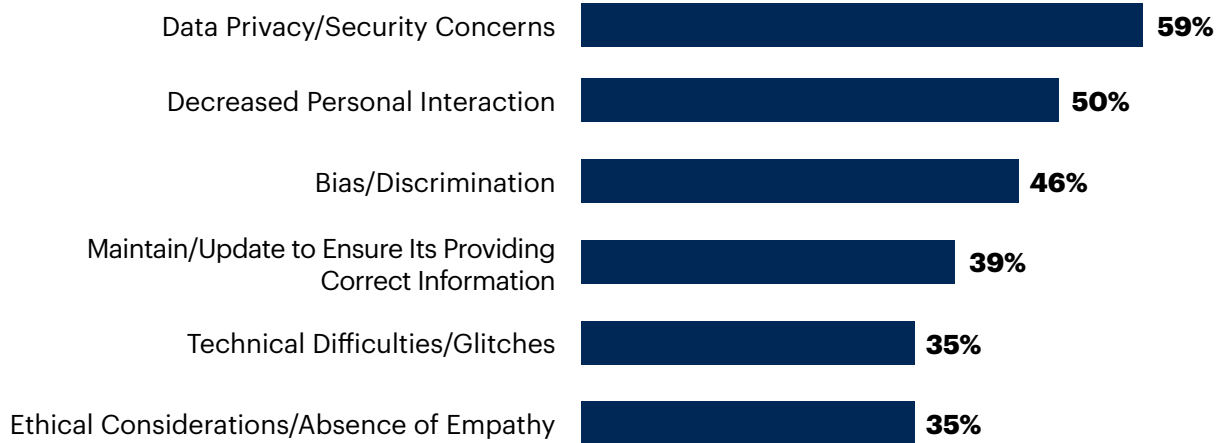 Data Privacy/Security Concerns 59%
Decreased Personal Interaction 50%
Bias/Discrimination 46%
Maintain/Update to Ensure Its Providing
Correct Information 39%
Technical Difficulties/Glitches 35%
Ethical Considerations/Absence of Empathy 35%